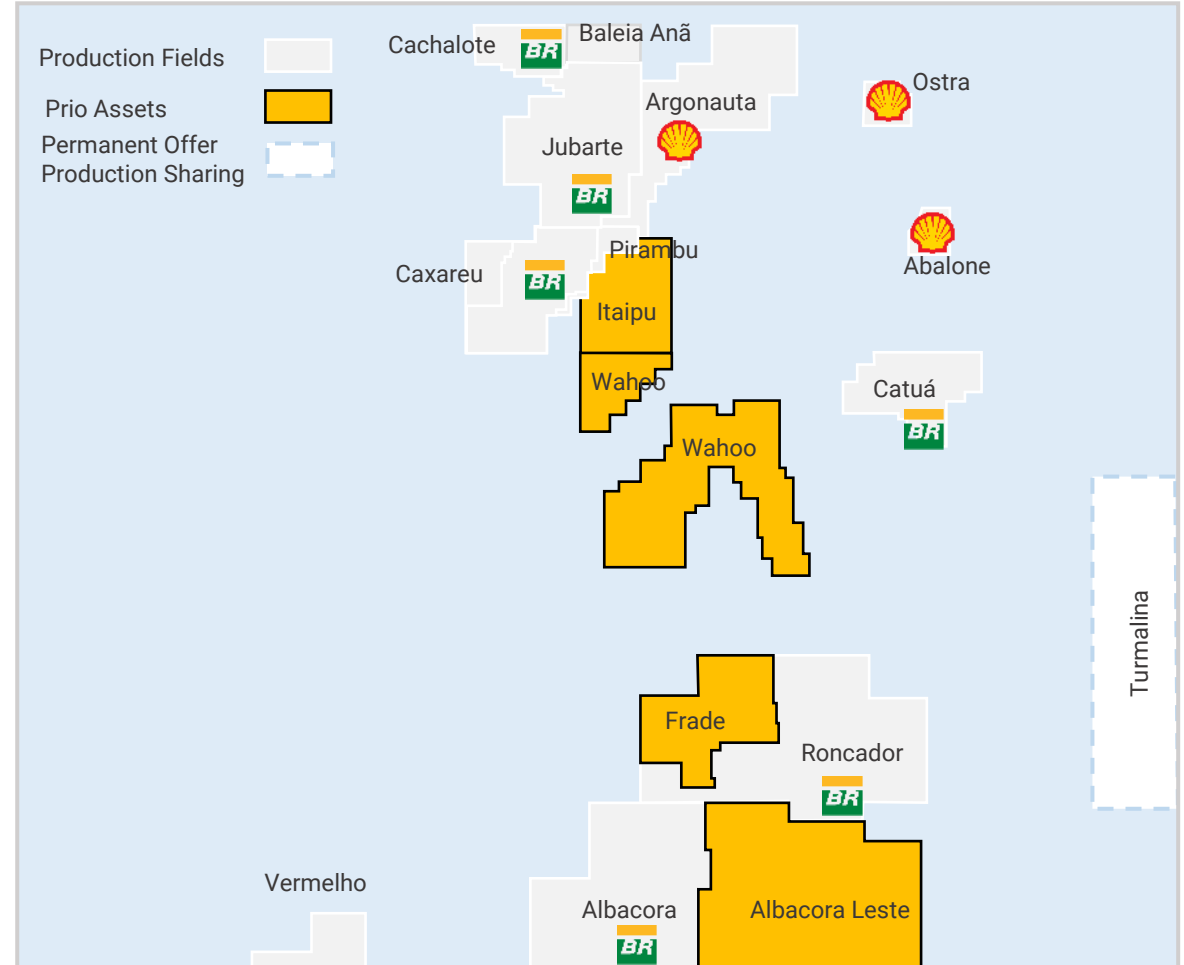 Production Fields
Prio Assets
Permanent Offer
Production Sharing
Cachalote
BR
Baleia Anã
Argonauta
Ostra
Jubarte
BR
Pirambu
Caxareu
BR
Abalone
Itaipu
Wahoo
Catuá
BR
Wahoo
Turmalina
Frade
Roncador
BR
Vermelho
Albacora
BR
Albacora Leste